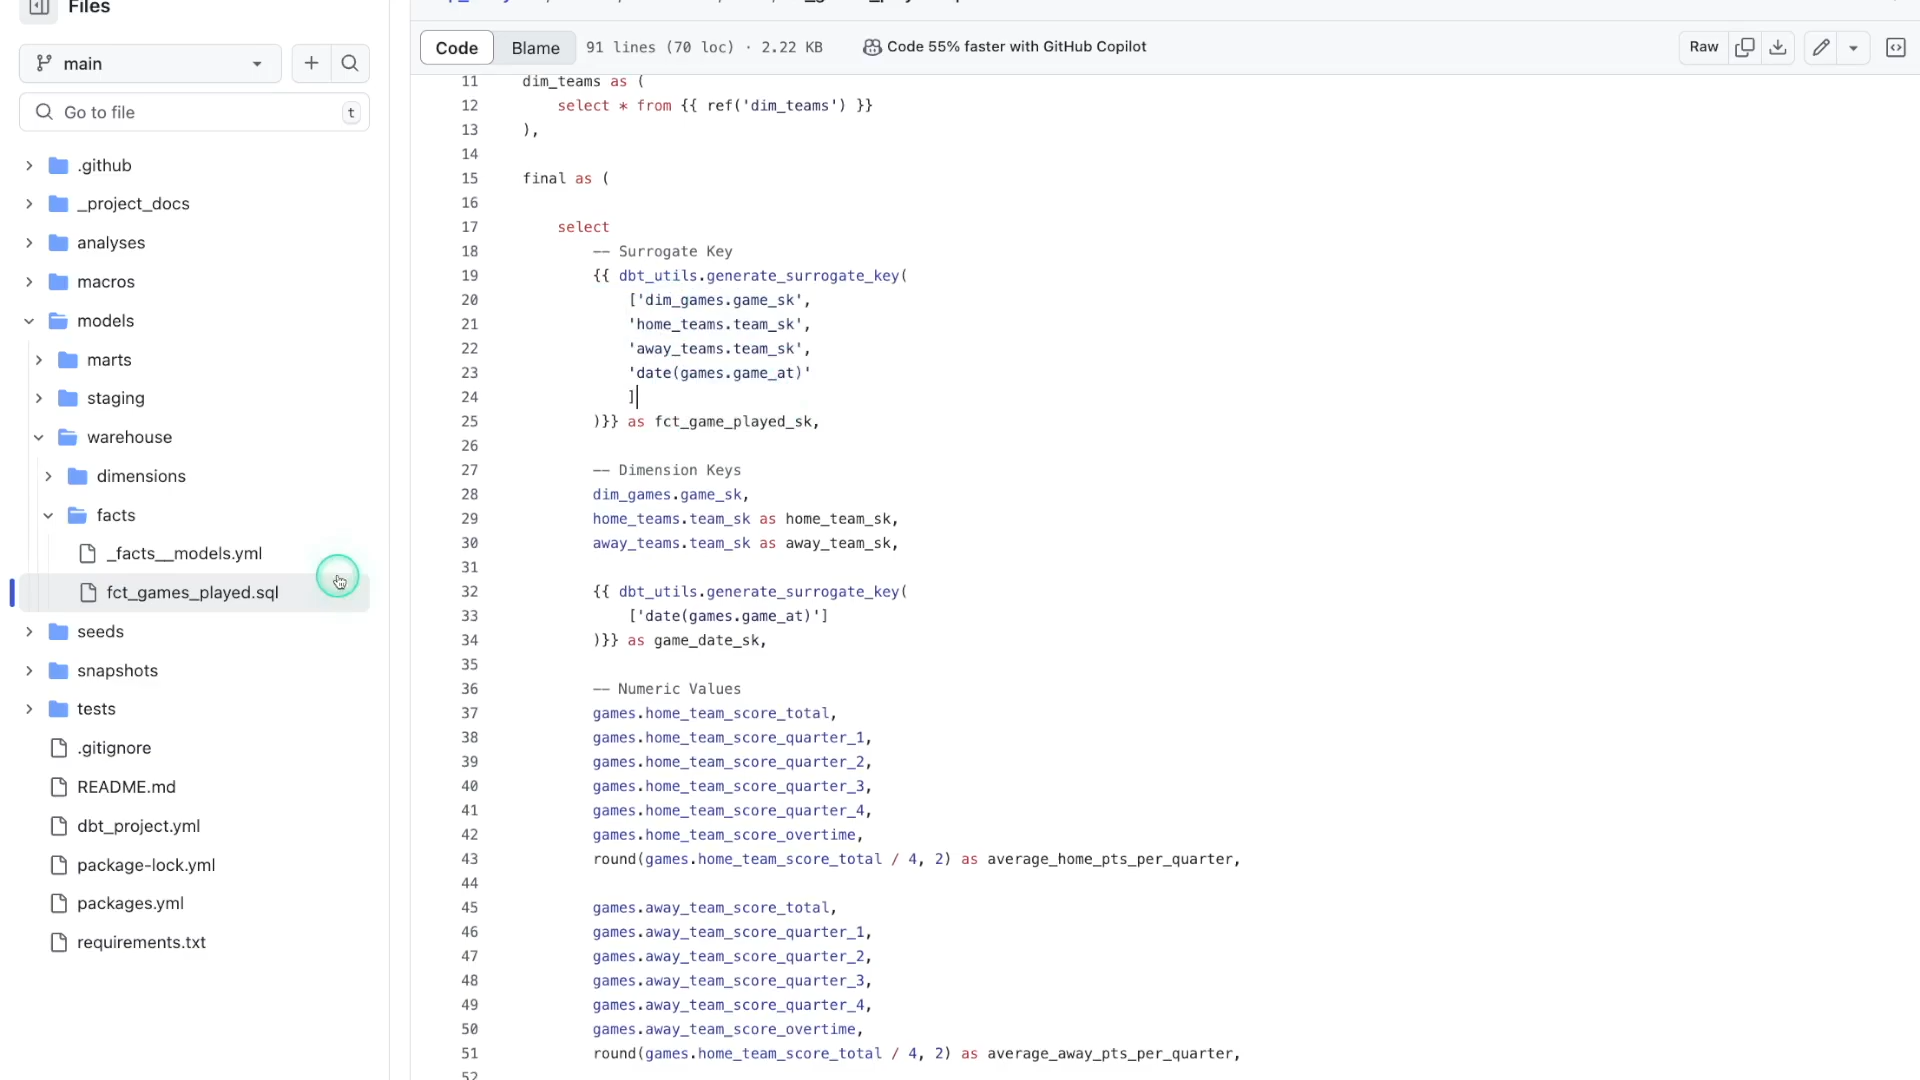 Files
main
Go to file
t
.github
_project_docs
analyses
macros
models
marts
staging
warehouse
dimensions
facts
_facts__models.yml
fct_games_played.sql
seeds
snapshots
tests
.gitignore
README.md
dbt_project.yml
package-lock.yml
packages.yml
requirements.txt
Code Blame 91 lines (70 loc) · 2.22 KB Code 55% faster with GitHub Copilot Raw
11 dim_teams as (
12 select * from {{ ref('dim_teams') }}
13 ),
14
15 final as (
16
17 select
18 -- Surrogate Key
19 {{ dbt_utils.generate_surrogate_key(
20 ['dim_games.game_sk',
21 'home_teams.team_sk',
22 'away_teams.team_sk',
23 'date(games.game_at)'
24 ]
25 )}} as fct_game_played_sk,
26
27 -- Dimension Keys
28 dim_games.game_sk,
29 home_teams.team_sk as home_team_sk,
30 away_teams.team_sk as away_team_sk,
31
32 {{ dbt_utils.generate_surrogate_key(
33 ['date(games.game_at)']
34 )}} as game_date_sk,
35
36 -- Numeric Values
37 games.home_team_score_total,
38 games.home_team_score_quarter_1,
39 games.home_team_score_quarter_2,
40 games.home_team_score_quarter_3,
41 games.home_team_score_quarter_4,
42 games.home_team_score_overtime,
43 round(games.home_team_score_total / 4, 2) as average_home_pts_per_quarter,
44
45 games.away_team_score_total,
46 games.away_team_score_quarter_1,
47 games.away_team_score_quarter_2,
48 games.away_team_score_quarter_3,
49 games.away_team_score_quarter_4,
50 games.away_team_score_overtime,
51 round(games.home_team_score_total / 4, 2) as average_away_pts_per_quarter,
52